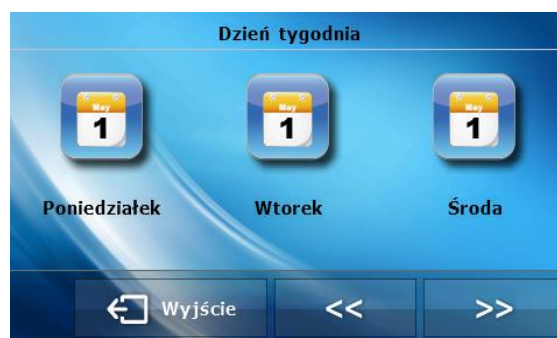 Dzień tygodnia
May May May
1 1 1
Poniedziałek Wtorek Środa
Wyjście << >>